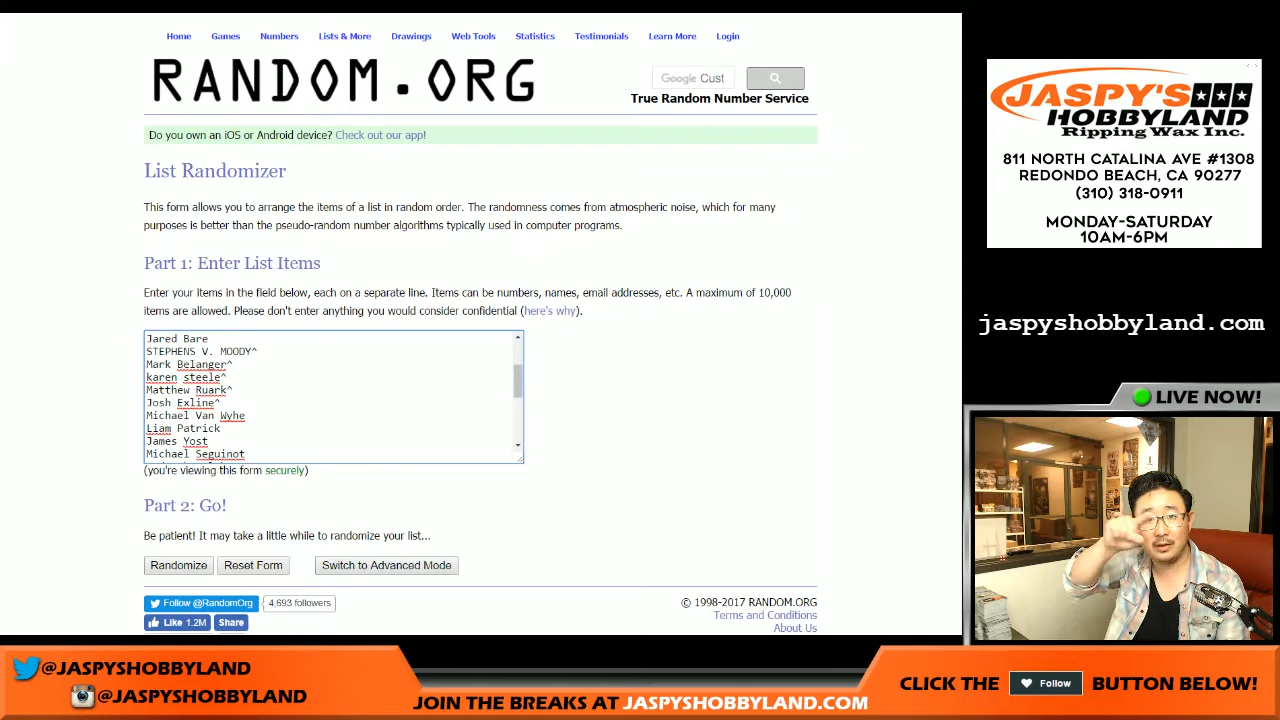 Home Games Numbers Lists & More Drawings Web Tools Statistics Testimonials Learn More Login
RANDOM.ORG
Google Cust
True Random Number Service
Do you own an iOS or Android device? Check out our app!
List Randomizer
This form allows you to arrange the items of a list in random order. The randomness comes from atmospheric noise, which for many
purposes is better than the pseudo-random number algorithms typically used in computer programs.
Part 1: Enter List Items
Enter your items in the field below, each on a separate line. Items can be numbers, names, email addresses, etc. A maximum of 10,000
items are allowed. Please don't enter anything you would consider confidential (here's why).
Jared Bare
STEPHENS V. MOODY^
Mark Belanger^
karen steele^
Matthew Ruark^
Josh Exline^
Michael Van Wyhe
Liam Patrick
James Yost
Michael Seguinot
(you're viewing this form securely)
Part 2: Go!
Be patient! It may take a little while to randomize your list...
Randomize Reset Form Switch to Advanced Mode
Follow @RandomOrg 4,693 followers
Like 1.2M Share
© 1998-2017 RANDOM.ORG
Terms and Conditions
About Us
JASPY'S
HOBBYLAND
Ripping Wax Inc.
811 NORTH CATALINA AVE #1308
REDONDO BEACH, CA 90277
(310) 318-0911
MONDAY-SATURDAY
10AM-6PM
jaspyshobbyland.com
LIVE NOW!
@JASPYSHOBBYLAND
@JASPYSHOBBYLAND
JOIN THE BREAKS AT JASPYSHOBBYLAND.COM
CLICK THE Follow BUTTON BELOW!